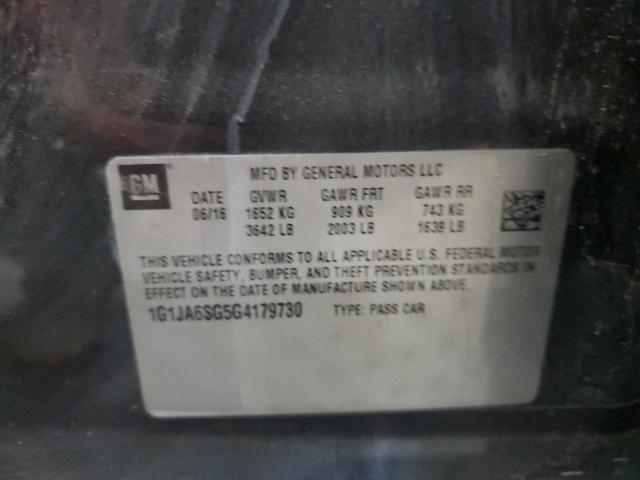 GM
MFD BY GENERAL MOTORS LLC
DATE GVWR GAWR FRT GAWR RR
06/16 1652 KG 909 KG 743 KG
3642 LB 2003 LB 1639 LB
THIS VEHICLE CONFORMS TO ALL APPLICABLE U.S. FEDERAL MOTOR
VEHICLE SAFETY, BUMPER, AND THEFT PREVENTION STANDARDS IN
EFFECT ON THE DATE OF MANUFACTURE SHOWN ABOVE.
1G1JA6SG5G4179730 TYPE: PASS CAR